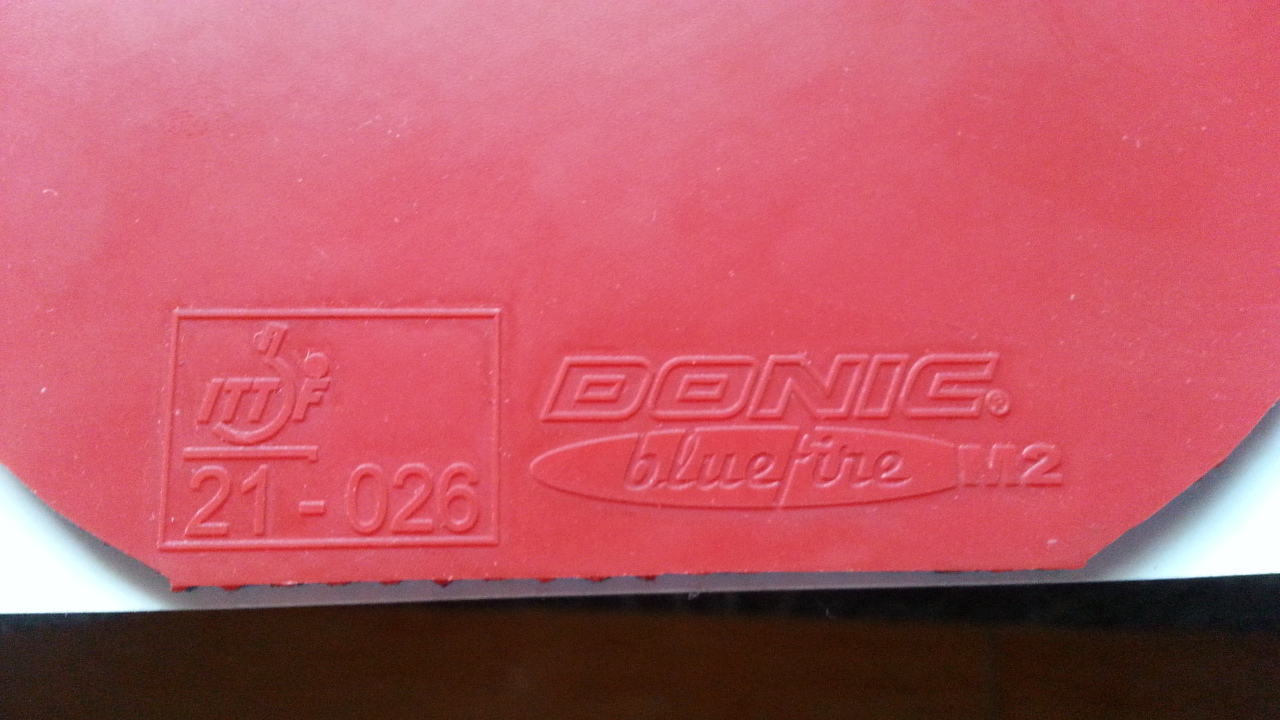 ITTF
21-026
DONIC®
bluefire M2